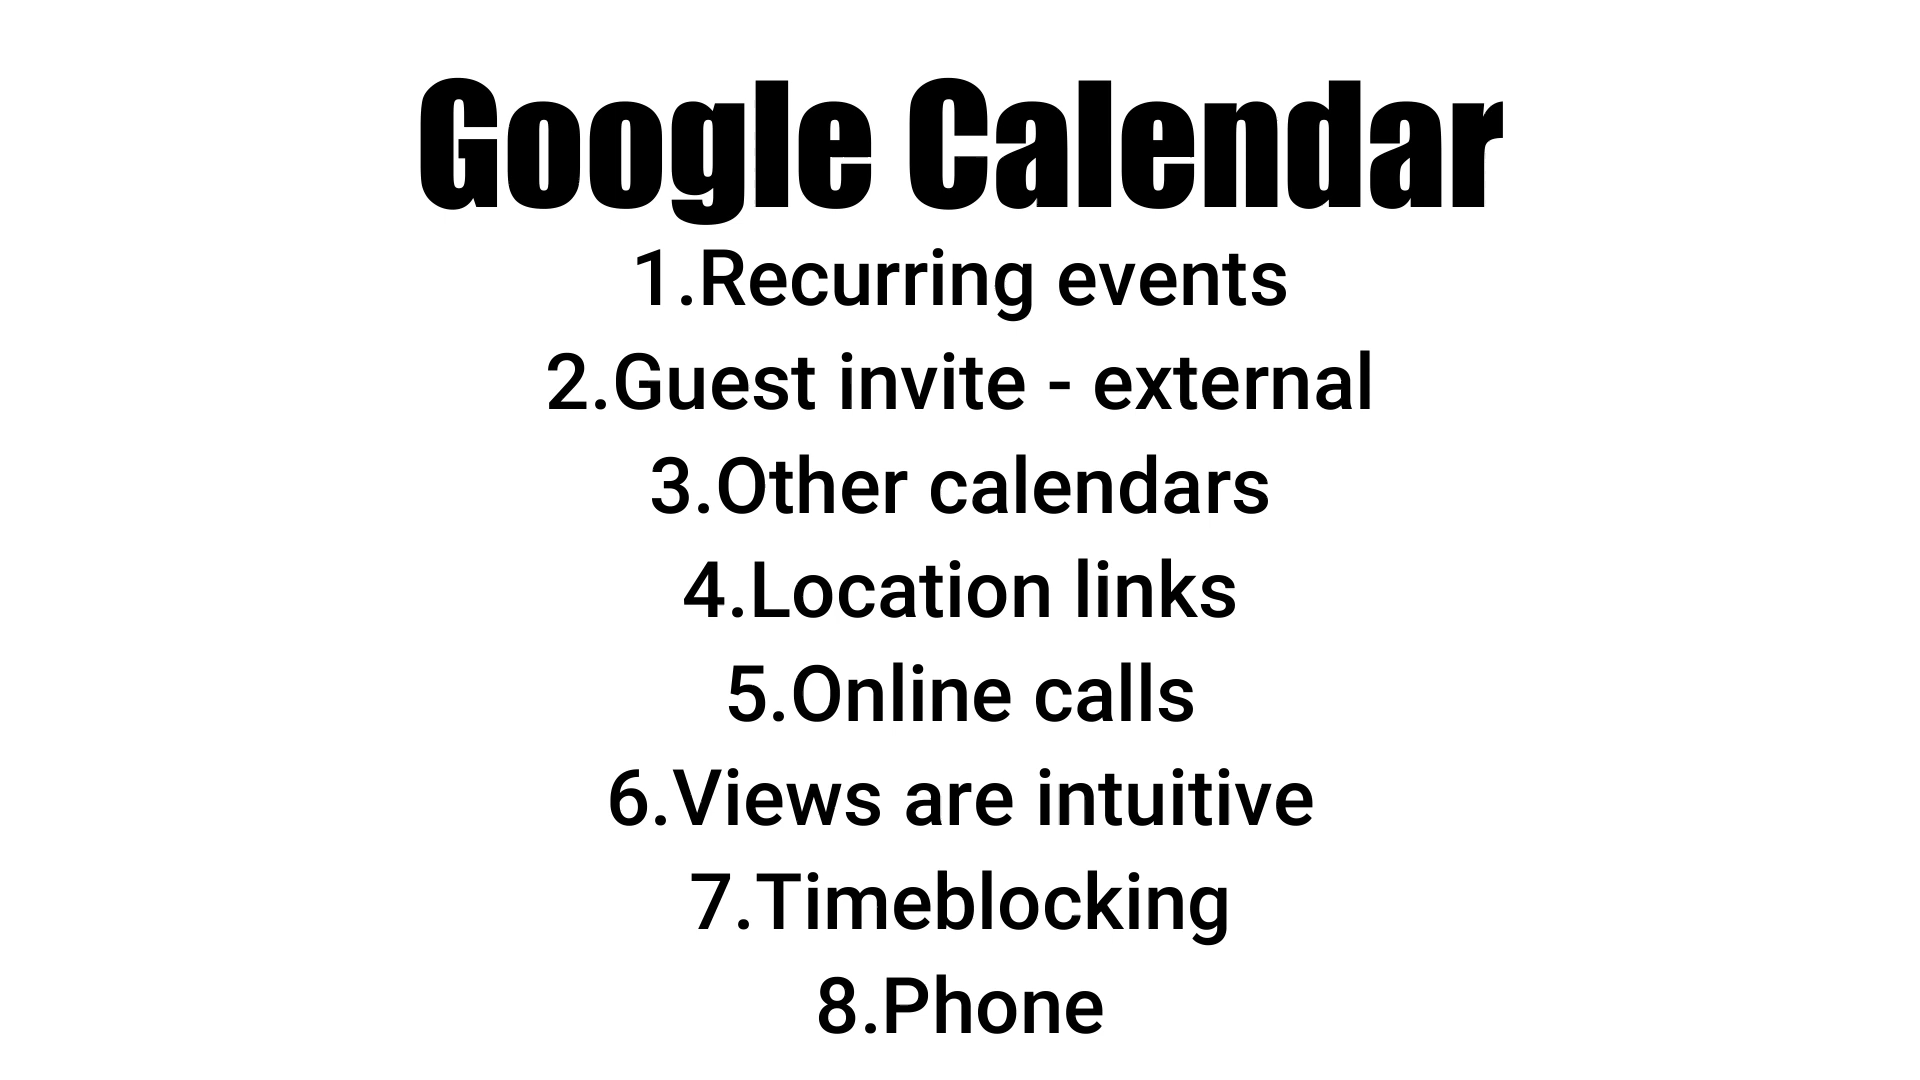 Google Calendar
1.Recurring events
2.Guest invite - external
3.Other calendars
4.Location links
5.Online calls
6.Views are intuitive
7.Timeblocking
8.Phone